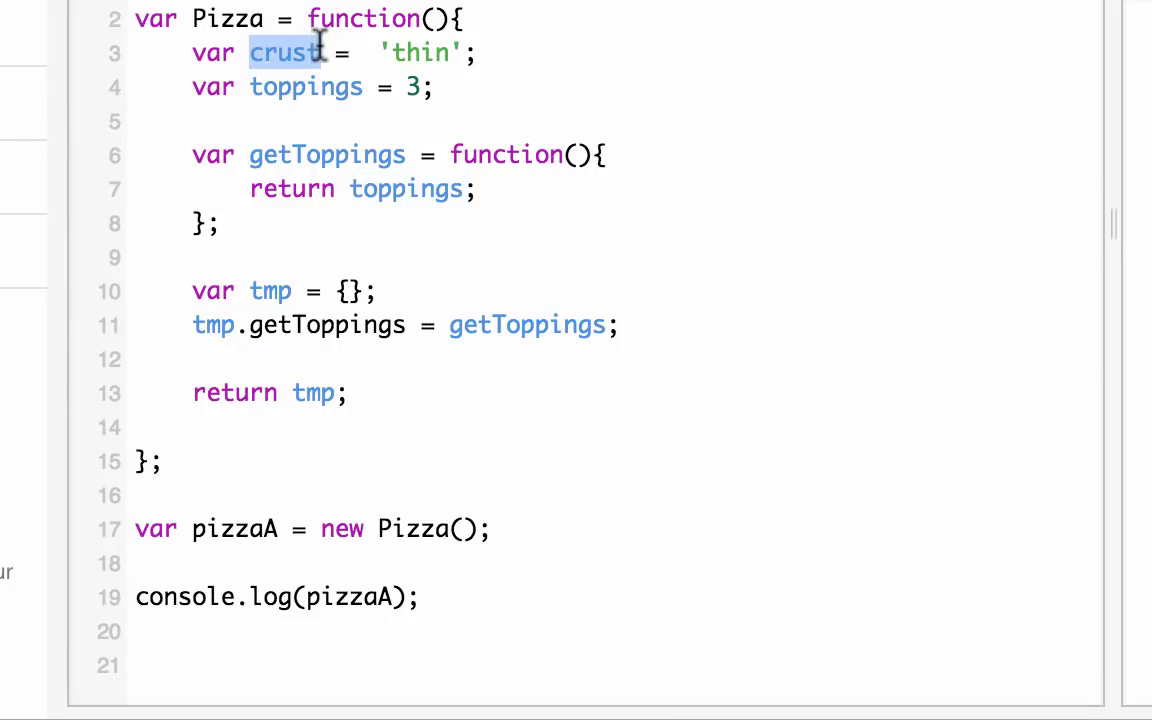 2 var Pizza = function(){
3     var crust =  'thin';
4     var toppings = 3;
5
6     var getToppings = function(){
7         return toppings;
8     };
9
10     var tmp = {};
11     tmp.getToppings = getToppings;
12
13     return tmp;
14
15 };
16
17 var pizzaA = new Pizza();
18
ur
19 console.log(pizzaA);
20
21